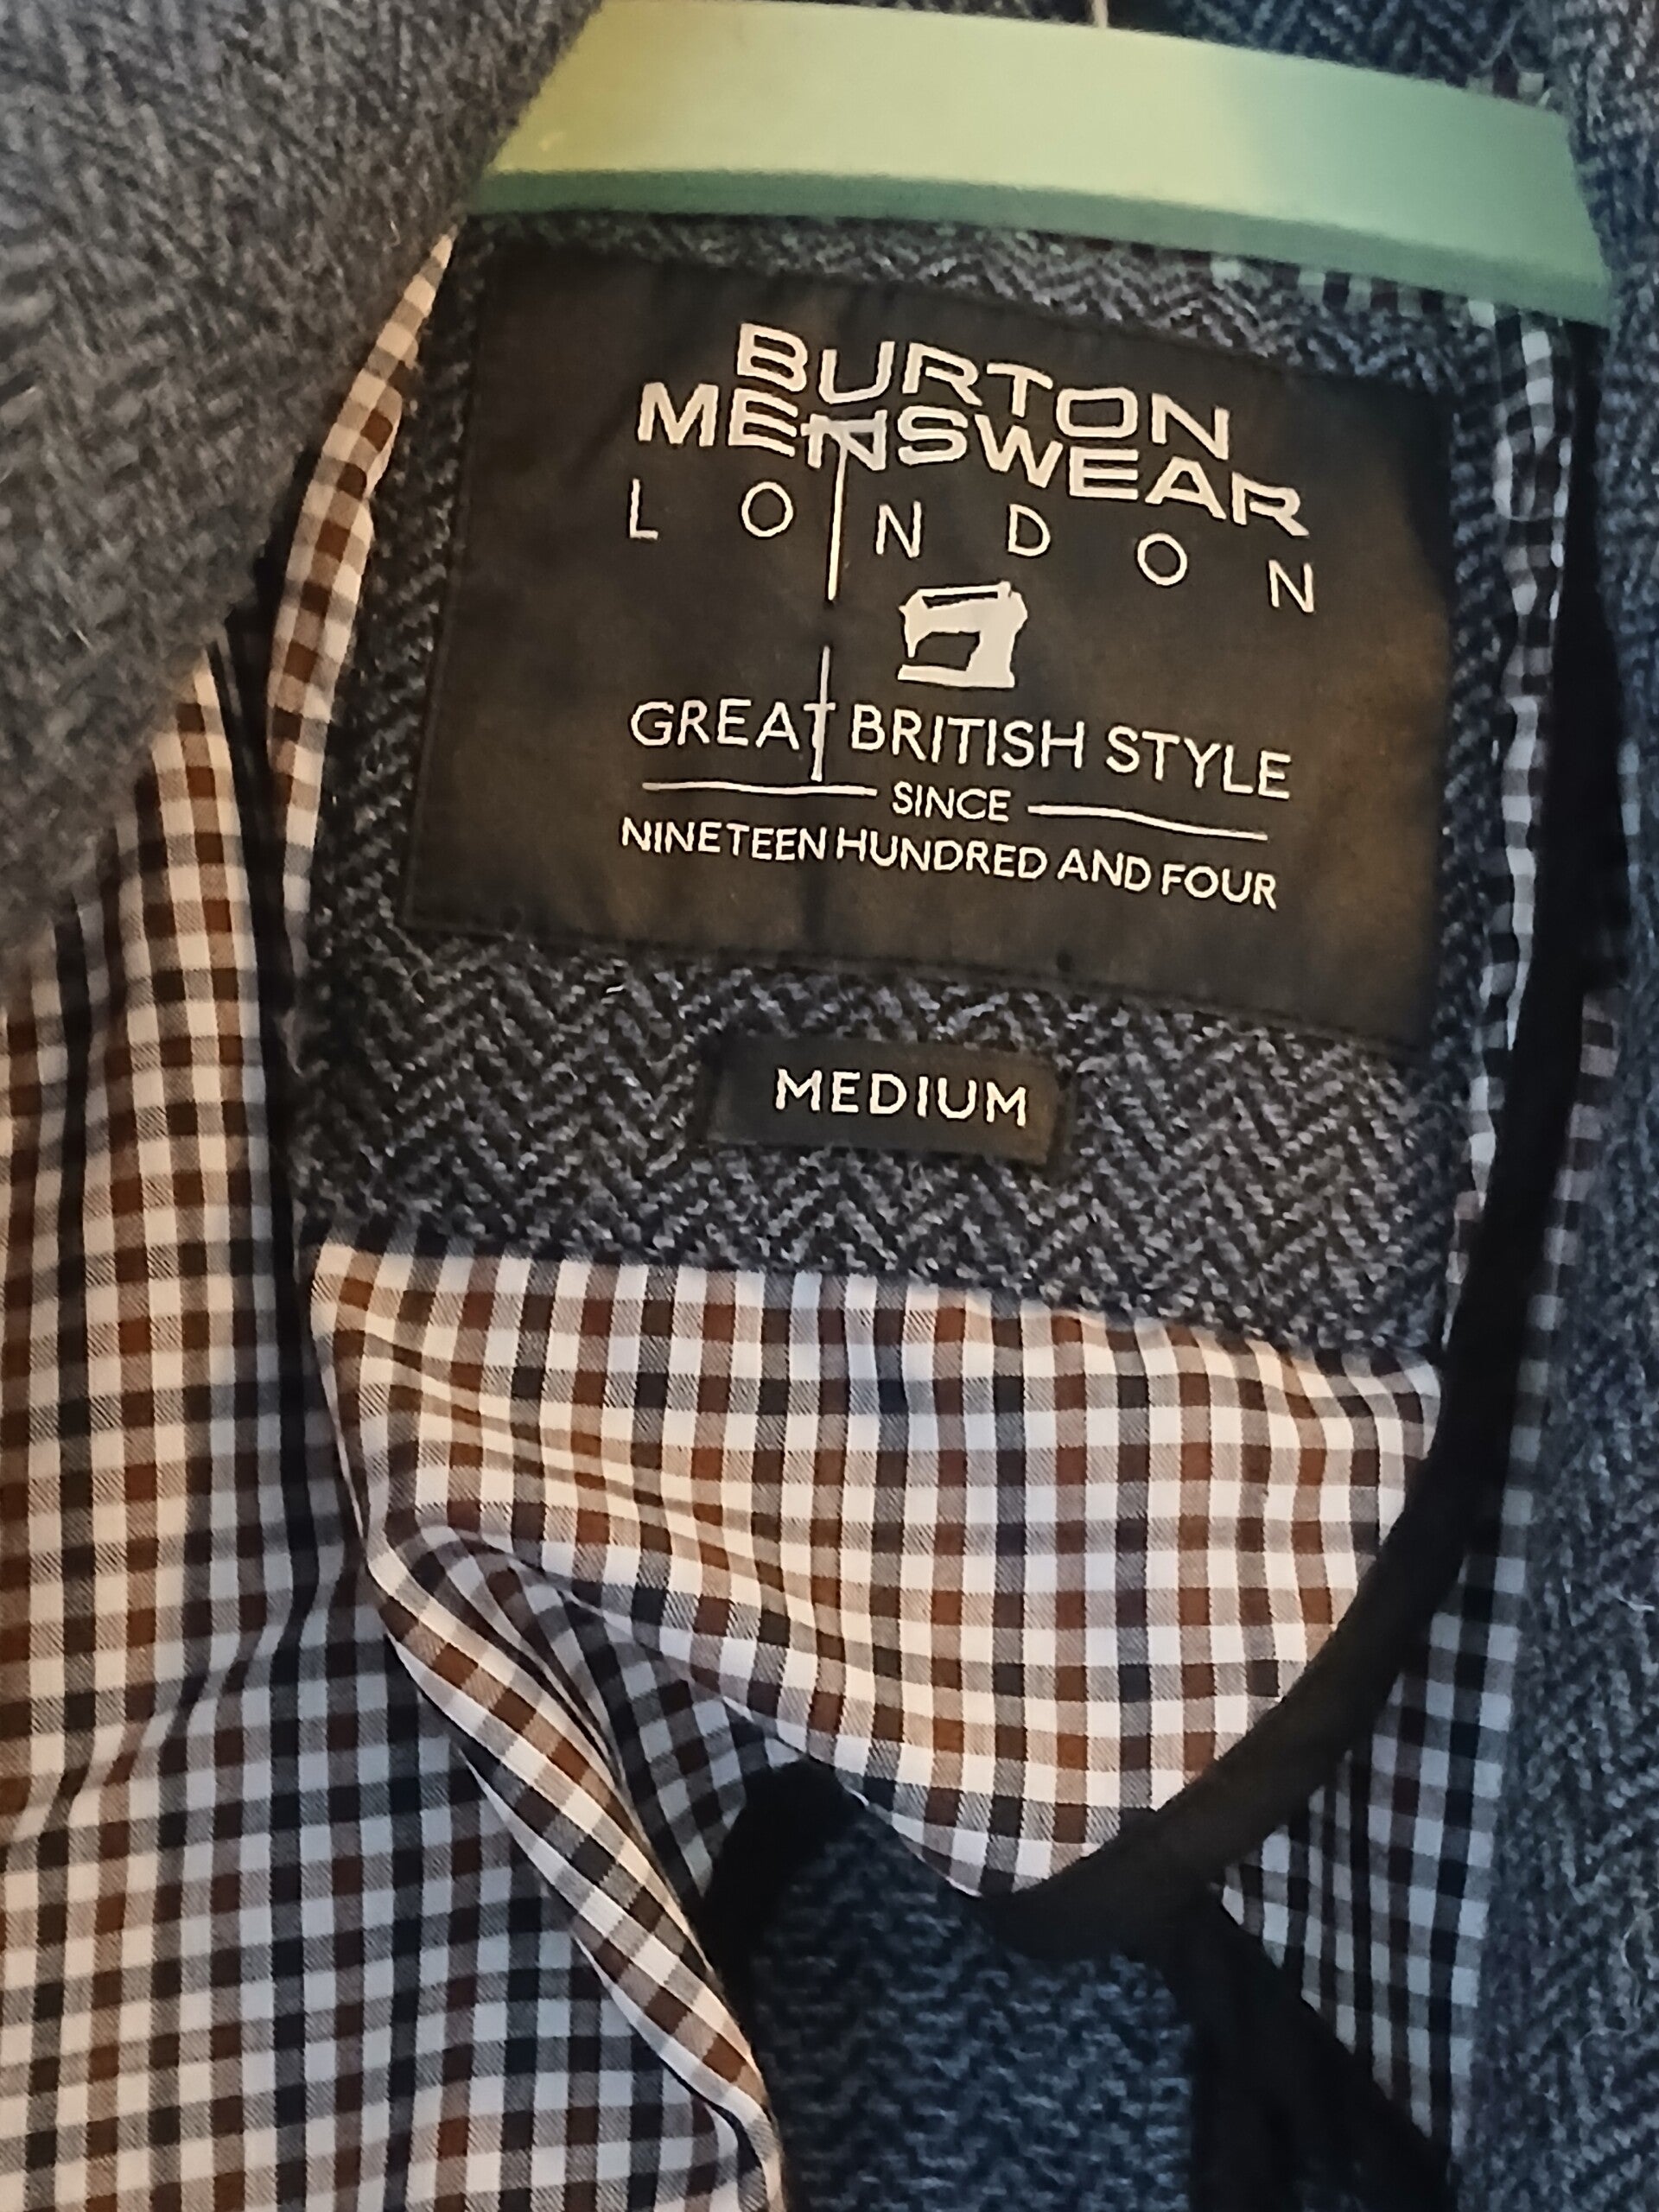 BURTON
MENSWEAR
LONDON
GREAT BRITISH STYLE
SINCE
NINETEEN HUNDRED AND FOUR
MEDIUM